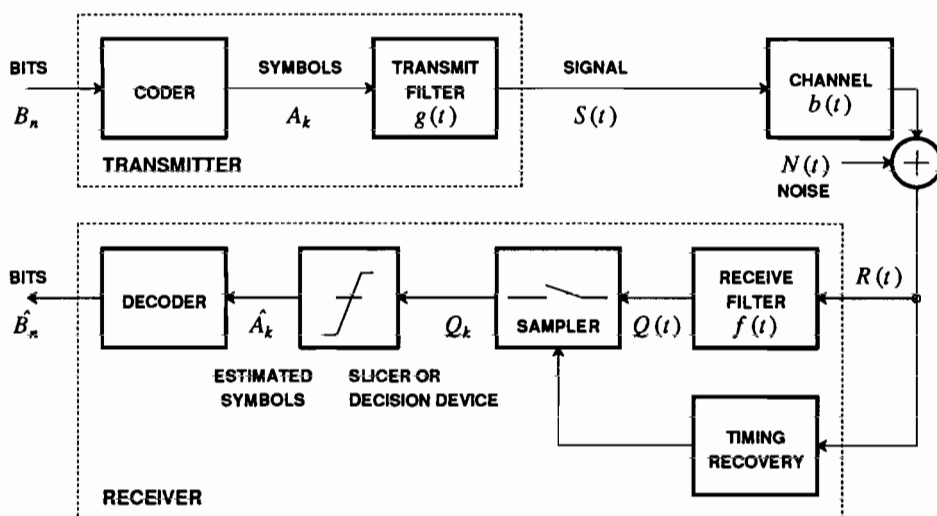 BITS
B_n
CODER
SYMBOLS
A_k
TRANSMIT
FILTER
g(t)
SIGNAL
S(t)
CHANNEL
b(t)
TRANSMITTER
N(t)
NOISE
+
BITS
B̂_n
DECODER
Â_k
ESTIMATED
SYMBOLS
SLICER OR
DECISION DEVICE
Q_k
SAMPLER
Q(t)
RECEIVE
FILTER
f(t)
R(t)
TIMING
RECOVERY
RECEIVER